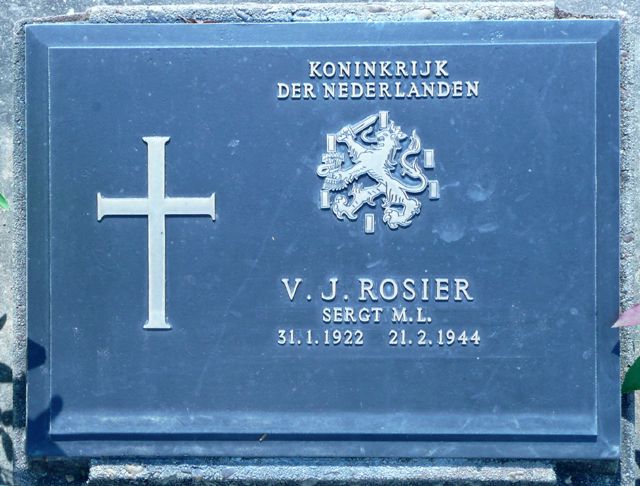 KONINKRIJK
DER NEDERLANDEN
V. J. ROSIER
SERGT M.L.
31.1.1922 21.2.1944